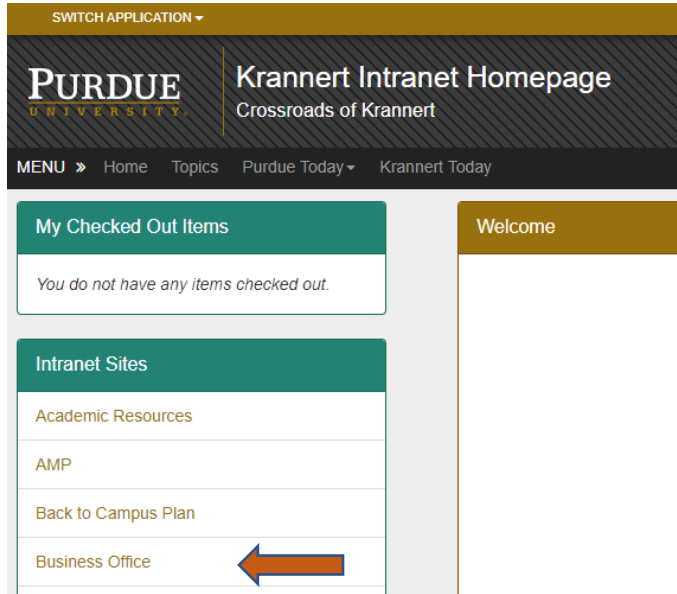 SWITCH APPLICATION
PURDUE
UNIVERSITY.
Krannert Intranet Homepage
Crossroads of Krannert
MENU » Home Topics Purdue Today Krannert Today
My Checked Out Items
You do not have any items checked out.
Welcome
Intranet Sites
Academic Resources
AMP
Back to Campus Plan
Business Office